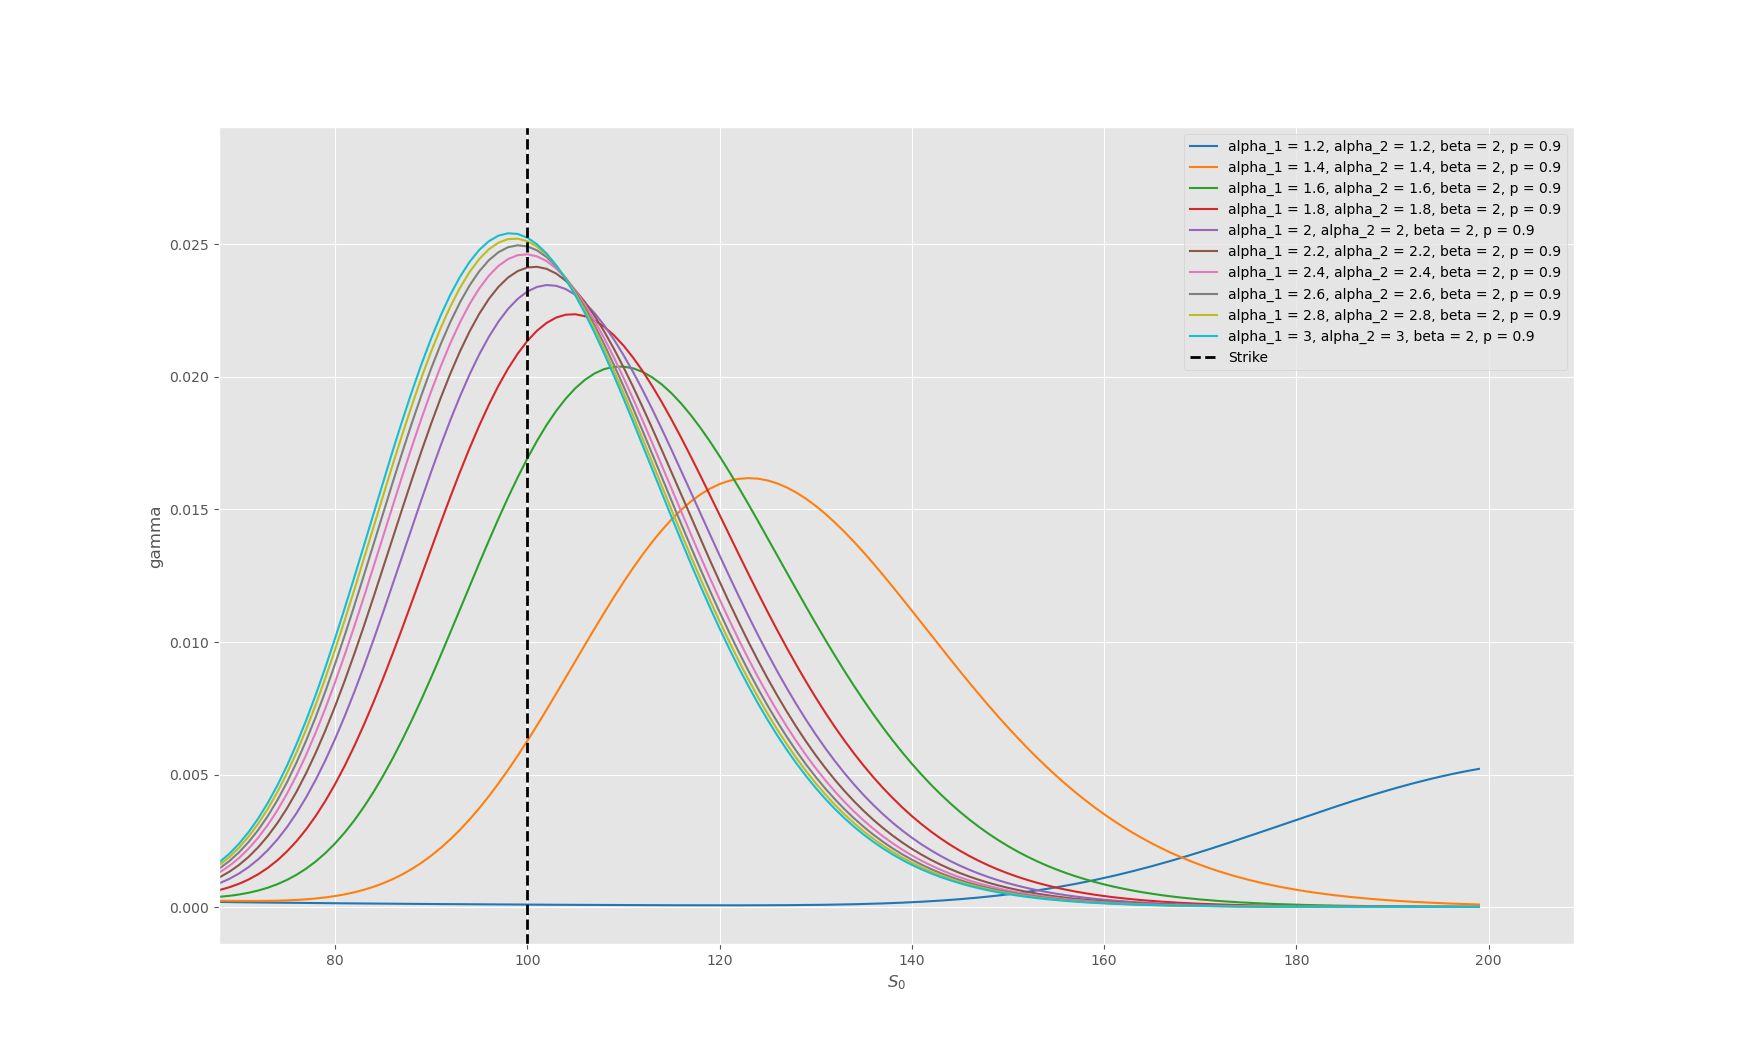 alpha_1 = 1.2, alpha_2 = 1.2, beta = 2, p = 0.9
alpha_1 = 1.4, alpha_2 = 1.4, beta = 2, p = 0.9
alpha_1 = 1.6, alpha_2 = 1.6, beta = 2, p = 0.9
alpha_1 = 1.8, alpha_2 = 1.8, beta = 2, p = 0.9
alpha_1 = 2, alpha_2 = 2, beta = 2, p = 0.9
alpha_1 = 2.2, alpha_2 = 2.2, beta = 2, p = 0.9
alpha_1 = 2.4, alpha_2 = 2.4, beta = 2, p = 0.9
alpha_1 = 2.6, alpha_2 = 2.6, beta = 2, p = 0.9
alpha_1 = 2.8, alpha_2 = 2.8, beta = 2, p = 0.9
alpha_1 = 3, alpha_2 = 3, beta = 2, p = 0.9
Strike
0.025
0.020
0.015
0.010
0.005
0.000
gamma
80 100 120 140 160 180 200
S_0